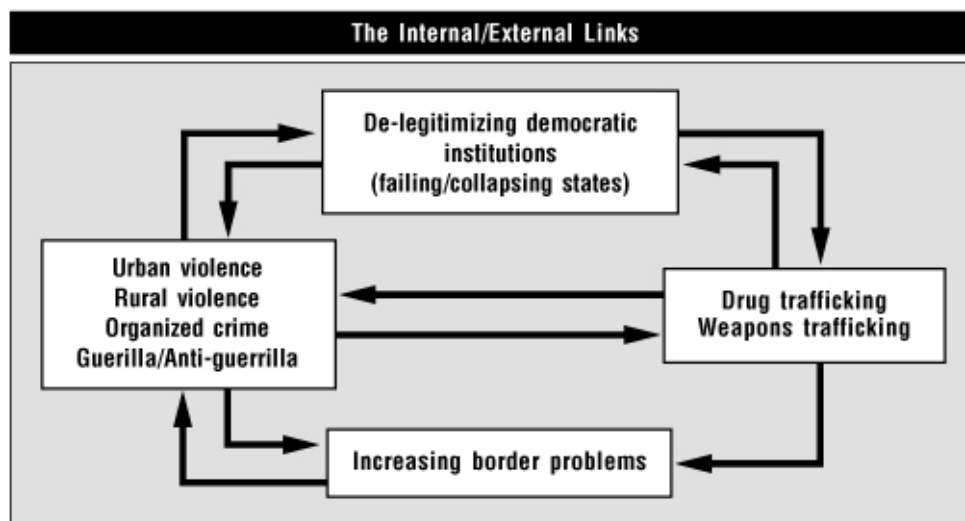 The Internal/External Links
De-legitimizing democratic
institutions
(failing/collapsing states)
Urban violence
Rural violence
Organized crime
Guerilla/Anti-guerrilla
Drug trafficking
Weapons trafficking
Increasing border problems